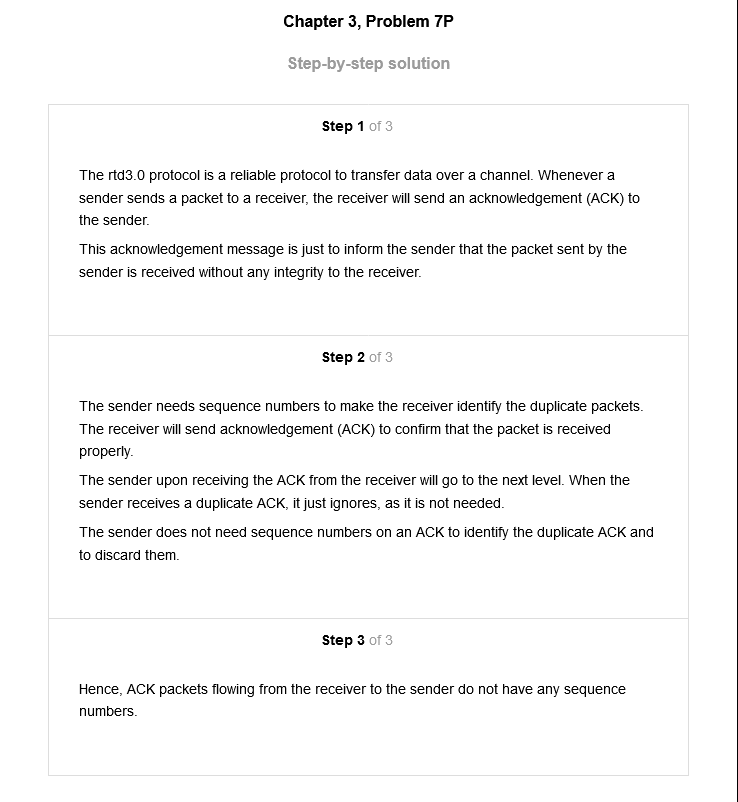 Chapter 3, Problem 7P
Step-by-step solution
Step 1 of 3
The rtd3.0 protocol is a reliable protocol to transfer data over a channel. Whenever a
sender sends a packet to a receiver, the receiver will send an acknowledgement (ACK) to
the sender.
This acknowledgement message is just to inform the sender that the packet sent by the
sender is received without any integrity to the receiver.
Step 2 of 3
The sender needs sequence numbers to make the receiver identify the duplicate packets.
The receiver will send acknowledgement (ACK) to confirm that the packet is received
properly.
The sender upon receiving the ACK from the receiver will go to the next level. When the
sender receives a duplicate ACK, it just ignores, as it is not needed.
The sender does not need sequence numbers on an ACK to identify the duplicate ACK and
to discard them.
Step 3 of 3
Hence, ACK packets flowing from the receiver to the sender do not have any sequence
numbers.